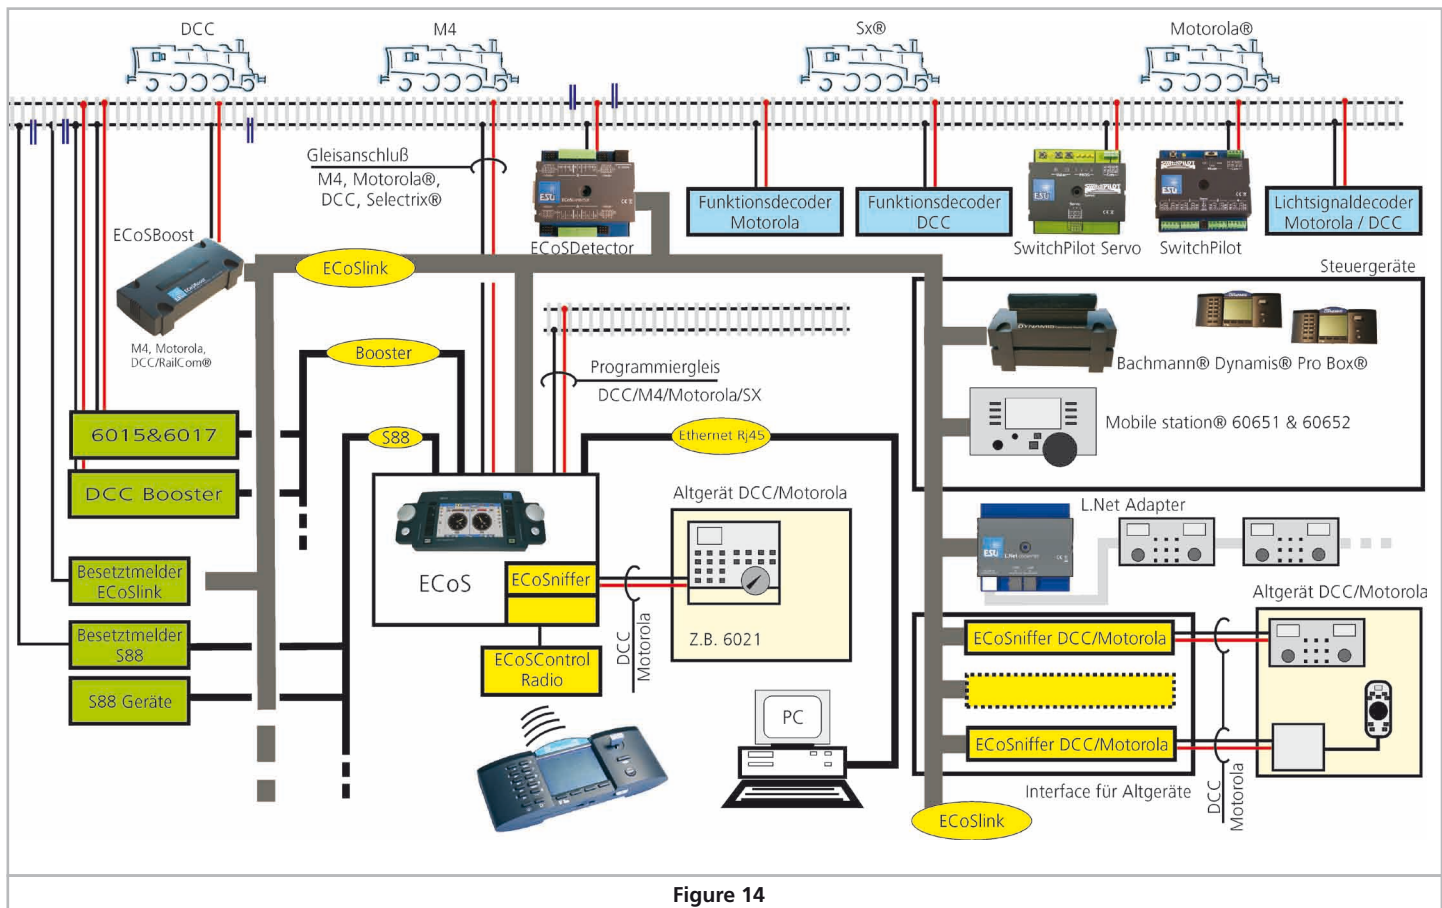 DCC
M4
Sx®
Motorola®
Gleisanschluß
M4, Motorola®,
DCC, Selectrix®
ECoSBoost
M4, Motorola,
DCC/RailCom®
ECoSDetector
Funktionsdecoder
Motorola
Funktionsdecoder
DCC
SwitchPilot Servo
SwitchPilot
Lichtsignaldecoder
Motorola / DCC
ECoSlink
Steuergeräte
Bachmann® Dynamis® Pro Box®
Mobile station® 60651 & 60652
Booster
Programmiergleis
DCC/M4/Motorola/SX
6015&6017
S88
Ethernet Rj45
DCC Booster
Altgerät DCC/Motorola
L.Net Adapter
ESU
ECoS
ECoSniffer
Besetztmelder
ECoSlink
Z.B. 6021
DCC
Motorola
Besetztmelder
S88
ECoSControl
Radio
S88 Geräte
PC
Altgerät DCC/Motorola
ECoSniffer DCC/Motorola
ECoSniffer DCC/Motorola
Interface für Altgeräte
DCC
Motorola
ECoSlink
Figure 14